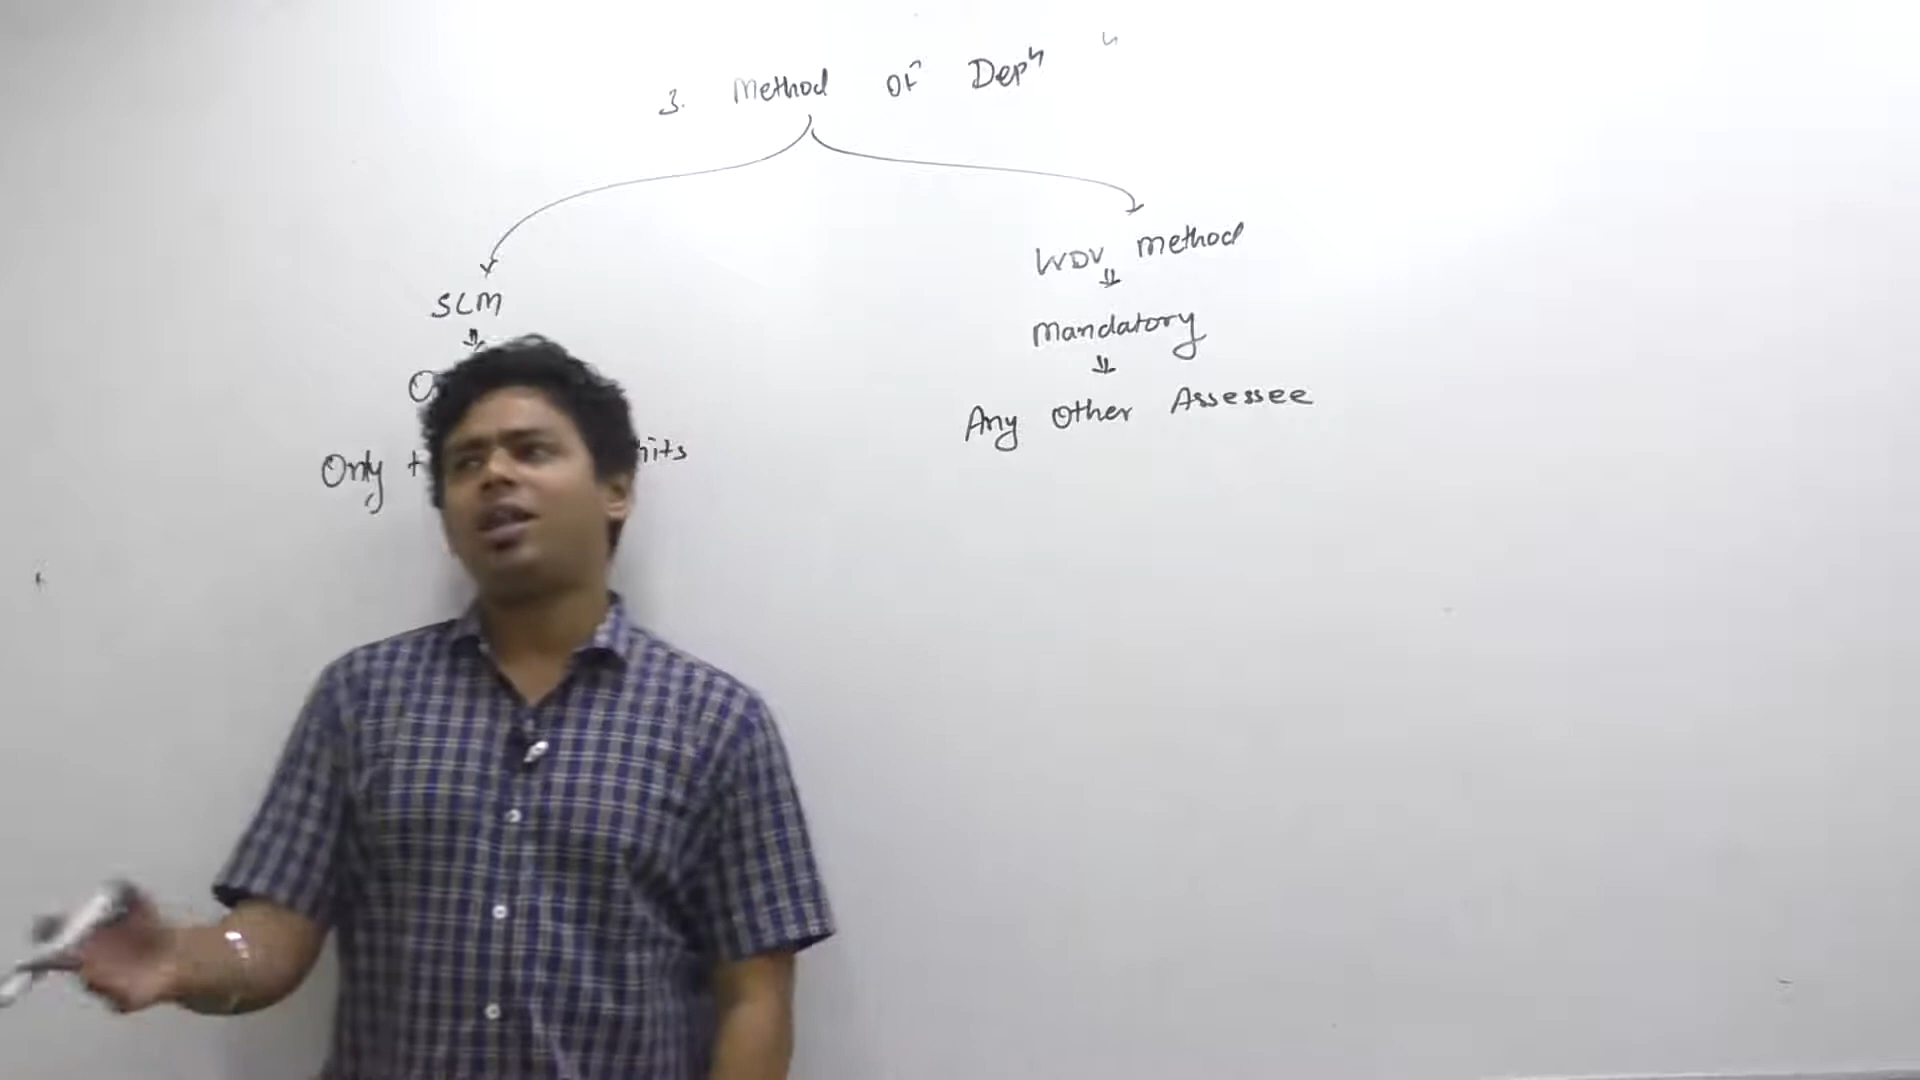 3. Method of Depn
SLM
Only
WDV Method
Mandatory
Any Other Assessee